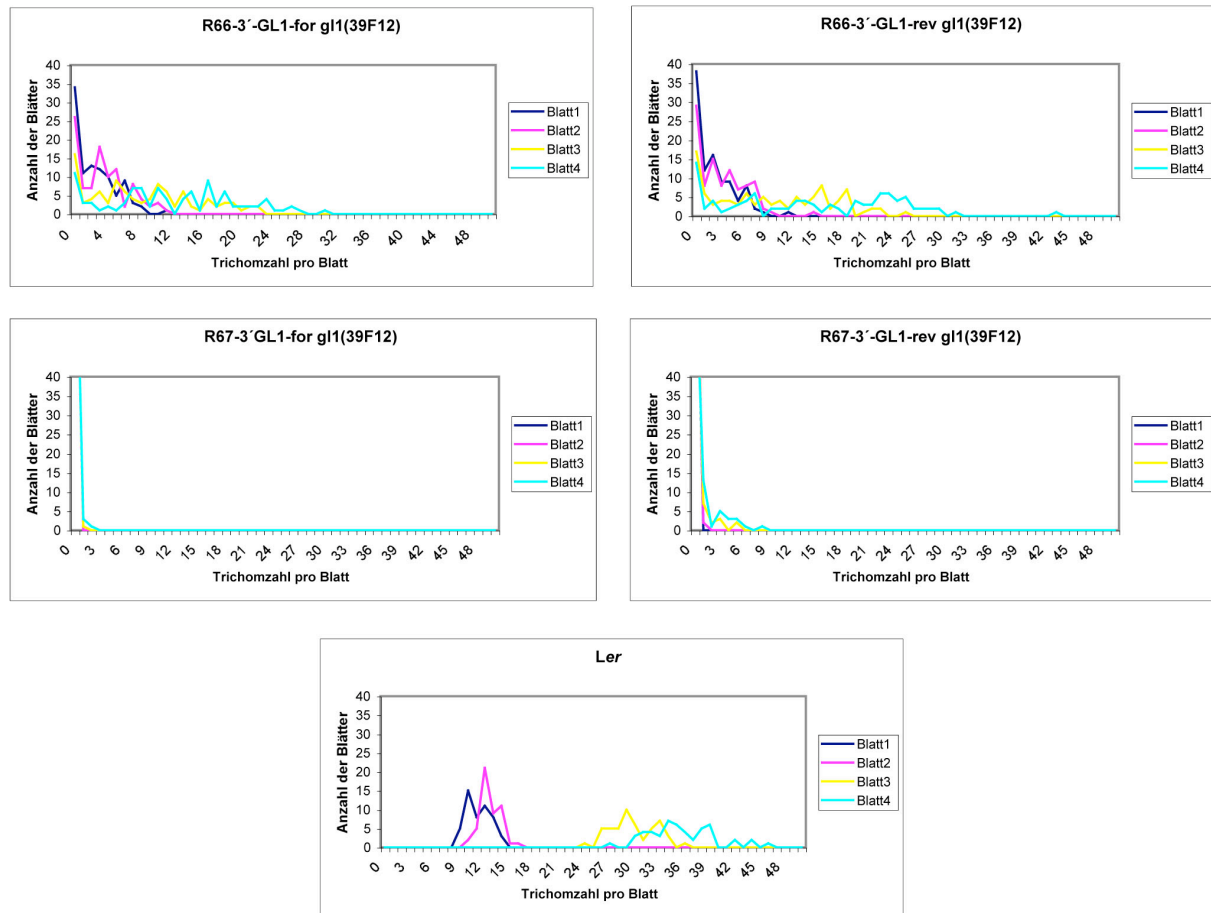 R66-3´-GL1-for gl1(39F12)
40
35
30
25
20
15
10
5
0
Anzahl der Blätter
0 4 8 12 16 20 24 28 32 36 40 44 48
Trichomzahl pro Blatt
Blatt1
Blatt2
Blatt3
Blatt4
R66-3´-GL1-rev gl1(39F12)
40
35
30
25
20
15
10
5
0
Anzahl der Blätter
0 3 6 9 12 15 18 21 24 27 30 33 36 39 42 45 48
Trichomzahl pro Blatt
Blatt1
Blatt2
Blatt3
Blatt4
R67-3´GL1-for gl1(39F12)
40
35
30
25
20
15
10
5
0
Anzahl der Blätter
0 3 6 9 12 15 18 21 24 27 30 33 36 39 42 45 48
Trichomzahl pro Blatt
Blatt1
Blatt2
Blatt3
Blatt4
R67-3´-GL1-rev gl1(39F12)
40
35
30
25
20
15
10
5
0
Anzahl der Blätter
0 3 6 9 12 15 18 21 24 27 30 33 36 39 42 45 48
Trichomzahl pro Blatt
Blatt1
Blatt2
Blatt3
Blatt4
Ler
40
35
30
25
20
15
10
5
0
Anzahl der Blätter
0 3 6 9 12 15 18 21 24 27 30 33 36 39 42 45 48
Trichomzahl pro Blatt
Blatt1
Blatt2
Blatt3
Blatt4